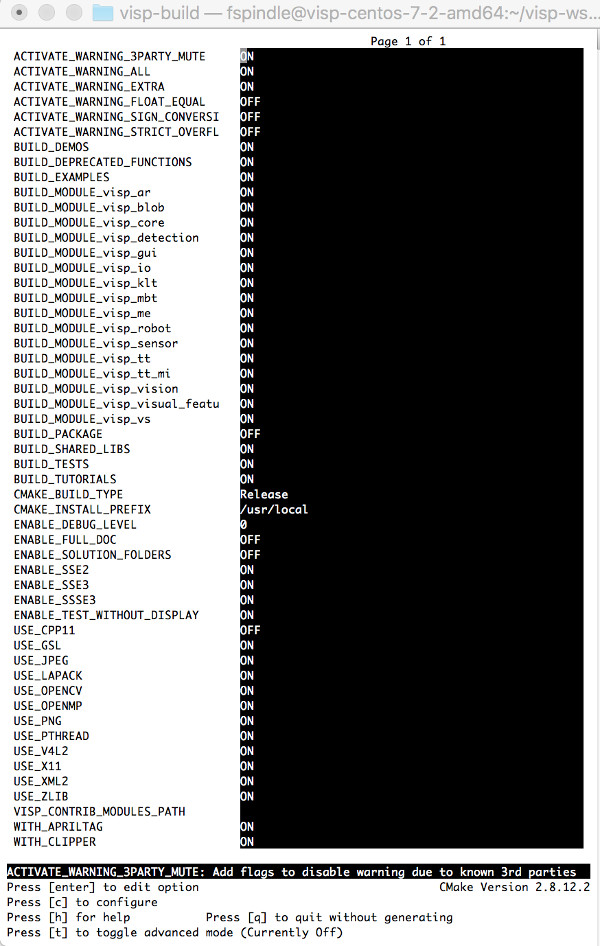 visp-build — fspindle@visp-centos-7-2-amd64:~/visp-ws...
Page 1 of 1
ACTIVATE_WARNING_3PARTY_MUTE ON
ACTIVATE_WARNING_ALL ON
ACTIVATE_WARNING_EXTRA ON
ACTIVATE_WARNING_FLOAT_EQUAL OFF
ACTIVATE_WARNING_SIGN_CONVERSI OFF
ACTIVATE_WARNING_STRICT_OVERFL OFF
BUILD_DEMOS ON
BUILD_DEPRECATED_FUNCTIONS ON
BUILD_EXAMPLES ON
BUILD_MODULE_visp_ar ON
BUILD_MODULE_visp_blob ON
BUILD_MODULE_visp_core ON
BUILD_MODULE_visp_detection ON
BUILD_MODULE_visp_gui ON
BUILD_MODULE_visp_io ON
BUILD_MODULE_visp_klt ON
BUILD_MODULE_visp_mbt ON
BUILD_MODULE_visp_me ON
BUILD_MODULE_visp_robot ON
BUILD_MODULE_visp_sensor ON
BUILD_MODULE_visp_tt ON
BUILD_MODULE_visp_tt_mi ON
BUILD_MODULE_visp_vision ON
BUILD_MODULE_visp_visual_featu ON
BUILD_MODULE_visp_vs ON
BUILD_PACKAGE OFF
BUILD_SHARED_LIBS ON
BUILD_TESTS ON
BUILD_TUTORIALS ON
CMAKE_BUILD_TYPE Release
CMAKE_INSTALL_PREFIX /usr/local
ENABLE_DEBUG_LEVEL 0
ENABLE_FULL_DOC OFF
ENABLE_SOLUTION_FOLDERS OFF
ENABLE_SSE2 ON
ENABLE_SSE3 ON
ENABLE_SSSE3 ON
ENABLE_TEST_WITHOUT_DISPLAY ON
USE_CPP11 OFF
USE_GSL ON
USE_JPEG ON
USE_LAPACK ON
USE_OPENCV ON
USE_OPENMP ON
USE_PNG ON
USE_PTHREAD ON
USE_V4L2 ON
USE_X11 ON
USE_XML2 ON
USE_ZLIB ON
VISP_CONTRIB_MODULES_PATH
WITH_APRILTAG ON
WITH_CLIPPER ON
ACTIVATE_WARNING_3PARTY_MUTE: Add flags to disable warning due to known 3rd parties
Press [enter] to edit option CMake Version 2.8.12.2
Press [c] to configure
Press [h] for help Press [q] to quit without generating
Press [t] to toggle advanced mode (Currently Off)